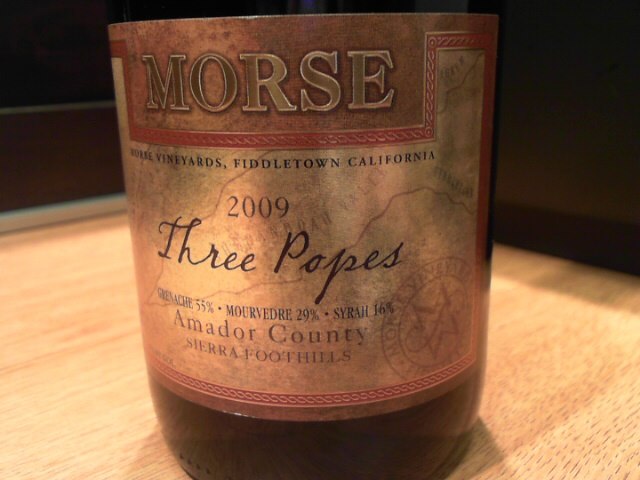 MORSE
MORSE VINEYARDS, FIDDLETOWN CALIFORNIA
2009
Three Popes
GRENACHE 55% • MOURVEDRE 29% • SYRAH 16%
Amador County
SIERRA FOOTHILLS